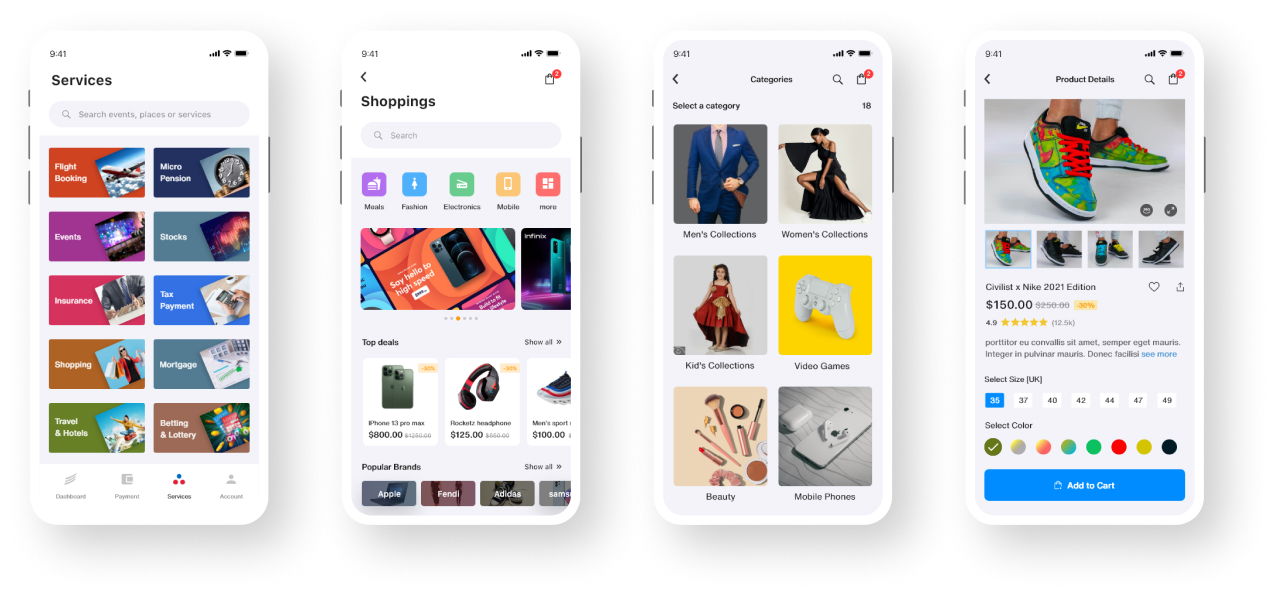 9:41
Services
Search events, places or services
Flight
Booking
Micro
Pension
Events
Stocks
Insurance
Tax
Payment
Shopping
Mortgage
Travel
& Hotels
Betting
& Lottery
Dashboard
Payment
Services
Account
9:41
2
Shoppings
Search
Meals
Fashion
Electronics
Mobile
more
Say hello to
high speed
Build to fit
lifestyle
Infinix
Top deals
Show all »
-30%
-30%
IPhone 13 pro max
Rocketz headphone
Men's sport
$800.00 $1250.00
$125.00 $550.00
$100.00
Popular Brands
Show all »
Apple
Fendi
Adidas
sams
9:41
Categories
2
Select a category
18
Men's Collections
Women's Collections
Kid's Collections
Video Games
Beauty
Mobile Phones
9:41
Product Details
2
Civilist x Nike 2021 Edition
$150.00 $250.00 -30%
4.9 ★★★★★ (12.5k)
porttitor eu convallis sit amet, semper eget mauris.
Integer in pulvinar mauris. Donec facilisi see more
Select Size [UK]
35 37 40 42 44 47 49
Select Color
Add to Cart